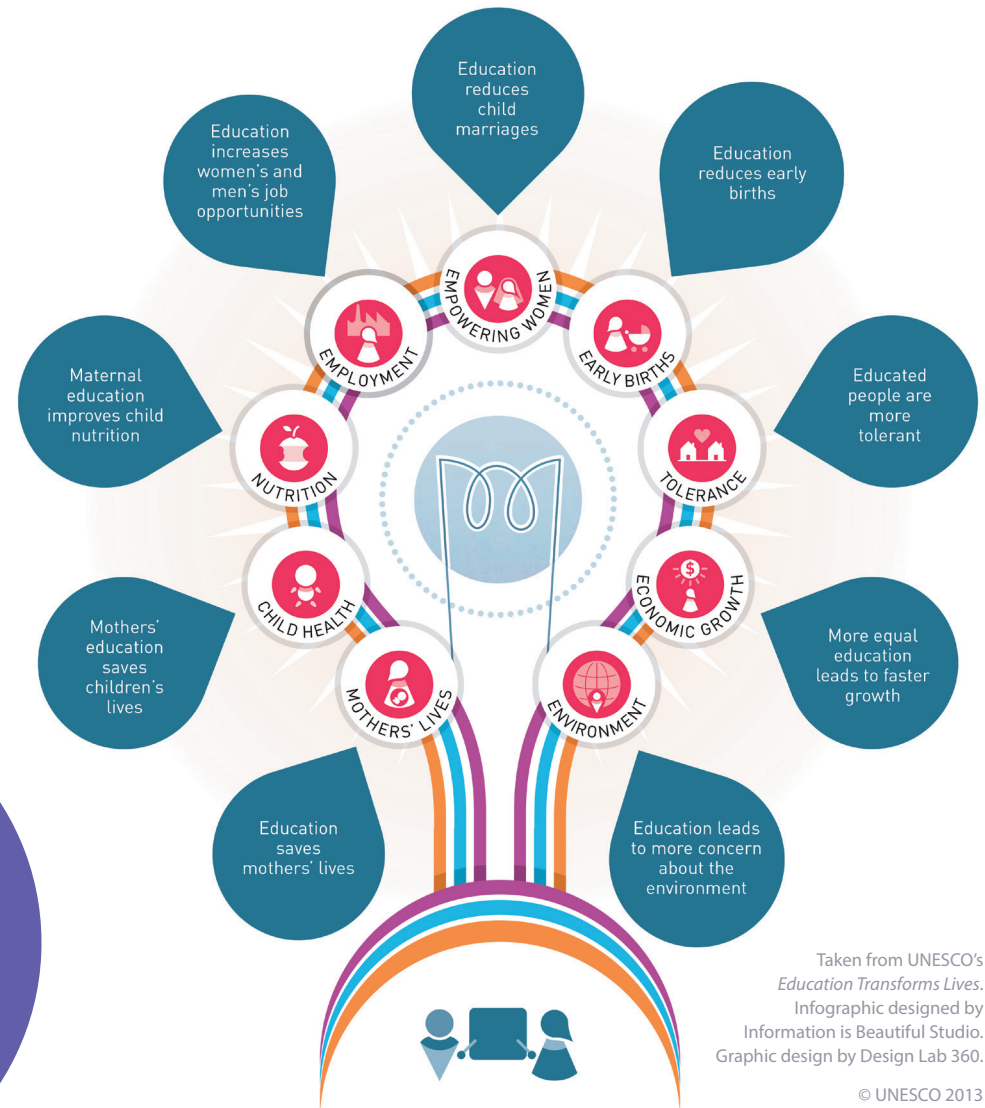 Education
reduces
child
marriages
Education
increases
women's and
men's job
opportunities
Education
reduces early
births
EMPOWERING WOMEN
EMPLOYMENT
EARLY BIRTHS
Maternal
education
improves child
nutrition
Educated
people are
more
tolerant
NUTRITION
TOLERANCE
CHILD HEALTH
$
ECONOMIC GROWTH
Mothers'
education
saves
children's
lives
More equal
education
leads to faster
growth
MOTHERS' LIVES
ENVIRONMENT
Education
saves
mothers' lives
Education leads
to more concern
about the
environment
Taken from UNESCO's
Education Transforms Lives.
Infographic designed by
Information is Beautiful Studio.
Graphic design by Design Lab 360.
© UNESCO 2013